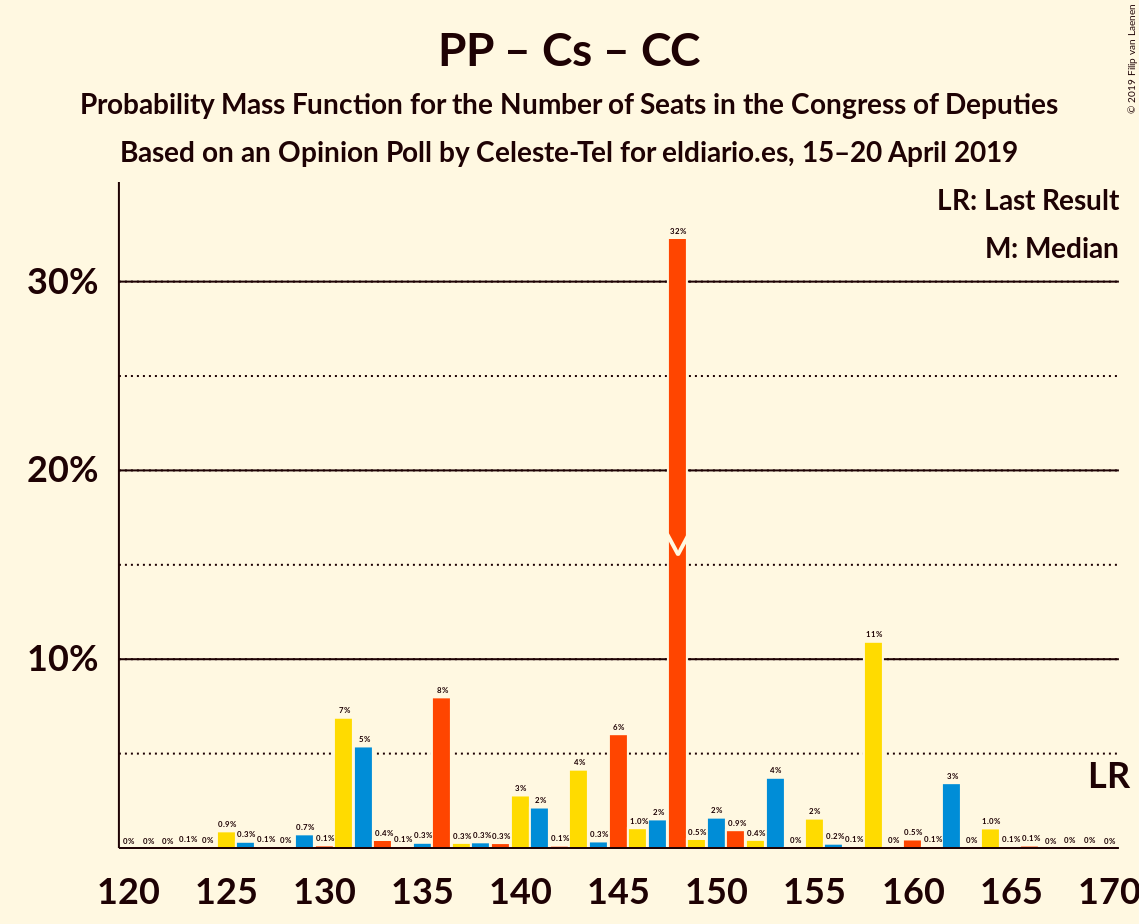 PP – Cs – CC
Probability Mass Function for the Number of Seats in the Congress of Deputies
Based on an Opinion Poll by Celeste-Tel for eldiario.es, 15–20 April 2019
© 2019 Filip van Laenen
LR: Last Result
M: Median
30%
20%
10%
0% 0% 0% 0.1% 0% 0.9% 0.3% 0.1% 0% 0.7% 0.1% 7% 5% 0.4% 0.1% 0.3% 8% 0.3% 0.3% 0.3% 3% 2% 0.1% 4% 0.3% 6% 1.0% 2% 32% 0.5% 2% 0.9% 0.4% 4% 0% 2% 0.2% 0.1% 11% 0% 0.5% 0.1% 3% 0% 1.0% 0.1% 0.1% 0% 0% 0% 0%
LR
120 125 130 135 140 145 150 155 160 165 170